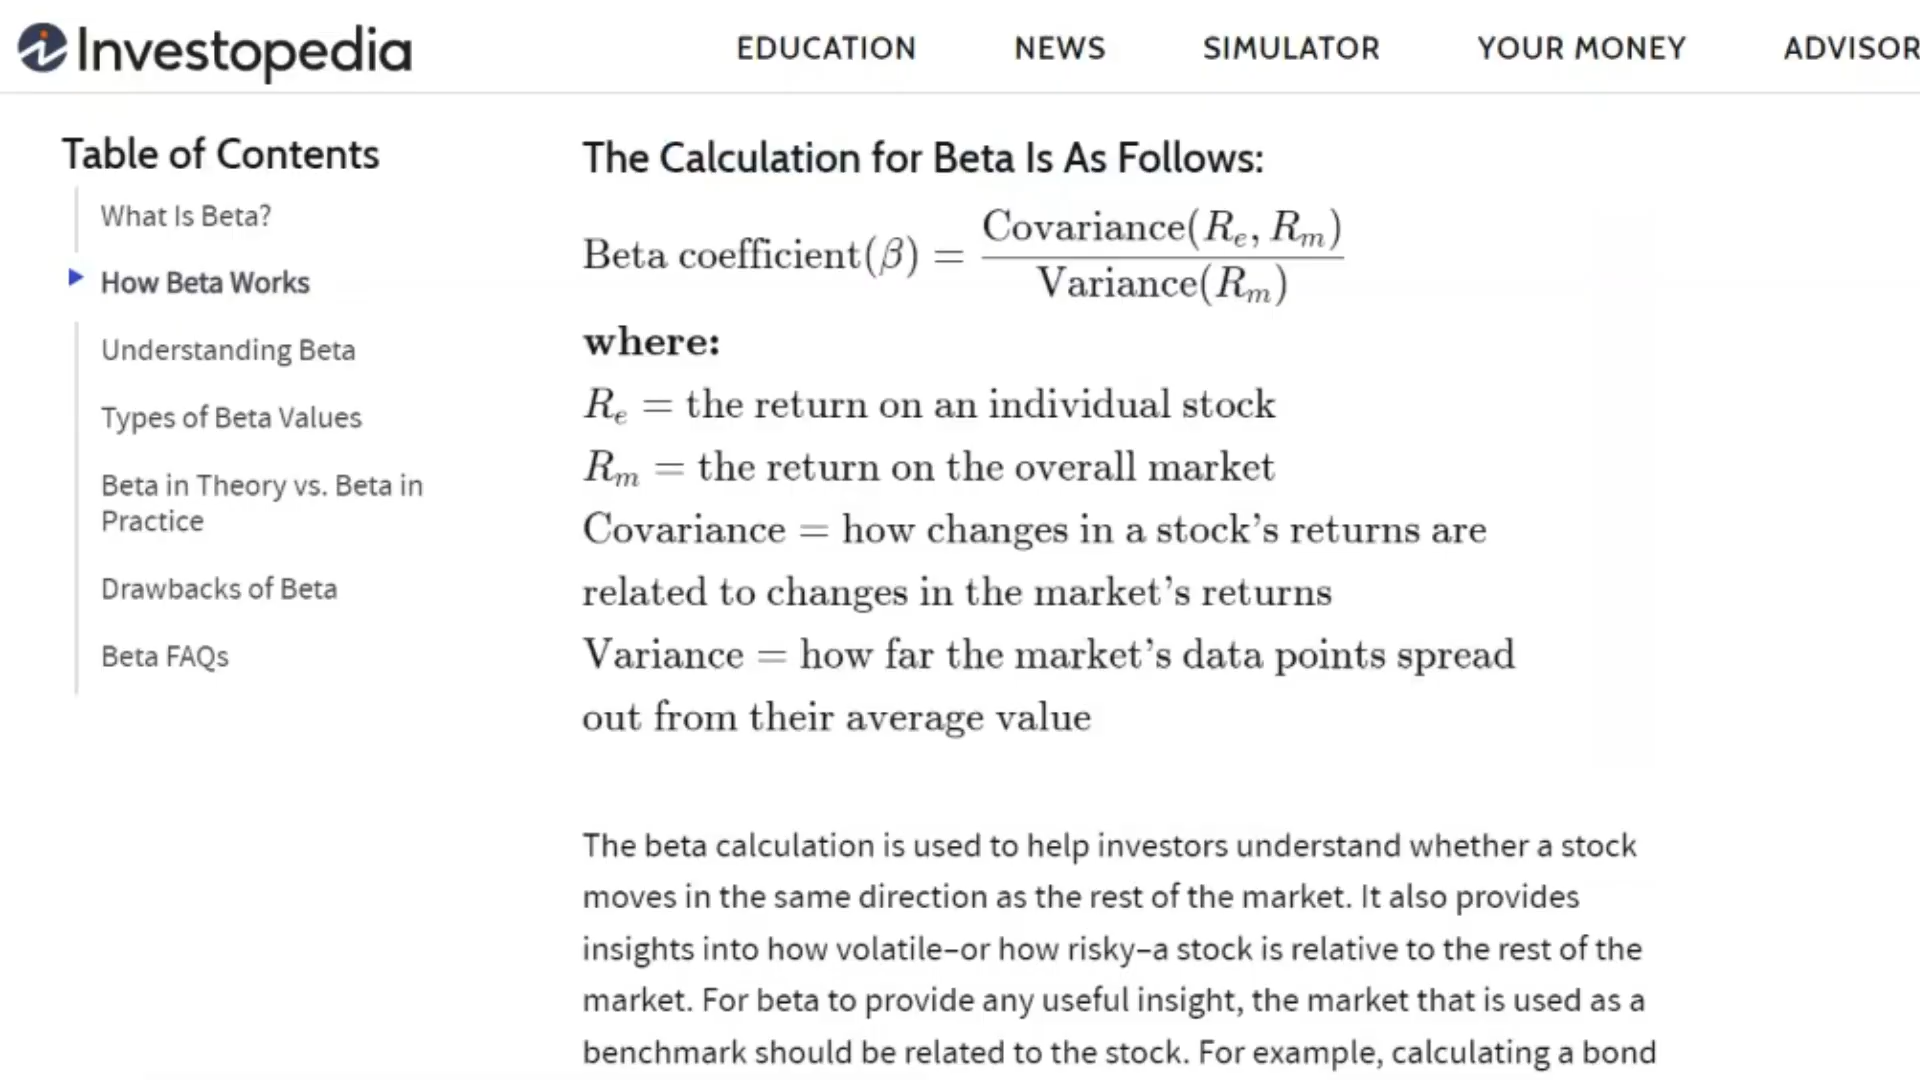 Investopedia
EDUCATION NEWS SIMULATOR YOUR MONEY ADVISOR
Table of Contents
What Is Beta?
How Beta Works
Understanding Beta
Types of Beta Values
Beta in Theory vs. Beta in
Practice
Drawbacks of Beta
Beta FAQs
The Calculation for Beta Is As Follows:
Beta coefficient(β) = Covariance(Rₑ, Rₘ) / Variance(Rₘ)
where:
Rₑ = the return on an individual stock
Rₘ = the return on the overall market
Covariance = how changes in a stock’s returns are
related to changes in the market’s returns
Variance = how far the market’s data points spread
out from their average value
The beta calculation is used to help investors understand whether a stock
moves in the same direction as the rest of the market. It also provides
insights into how volatile–or how risky–a stock is relative to the rest of the
market. For beta to provide any useful insight, the market that is used as a
benchmark should be related to the stock. For example, calculating a bond